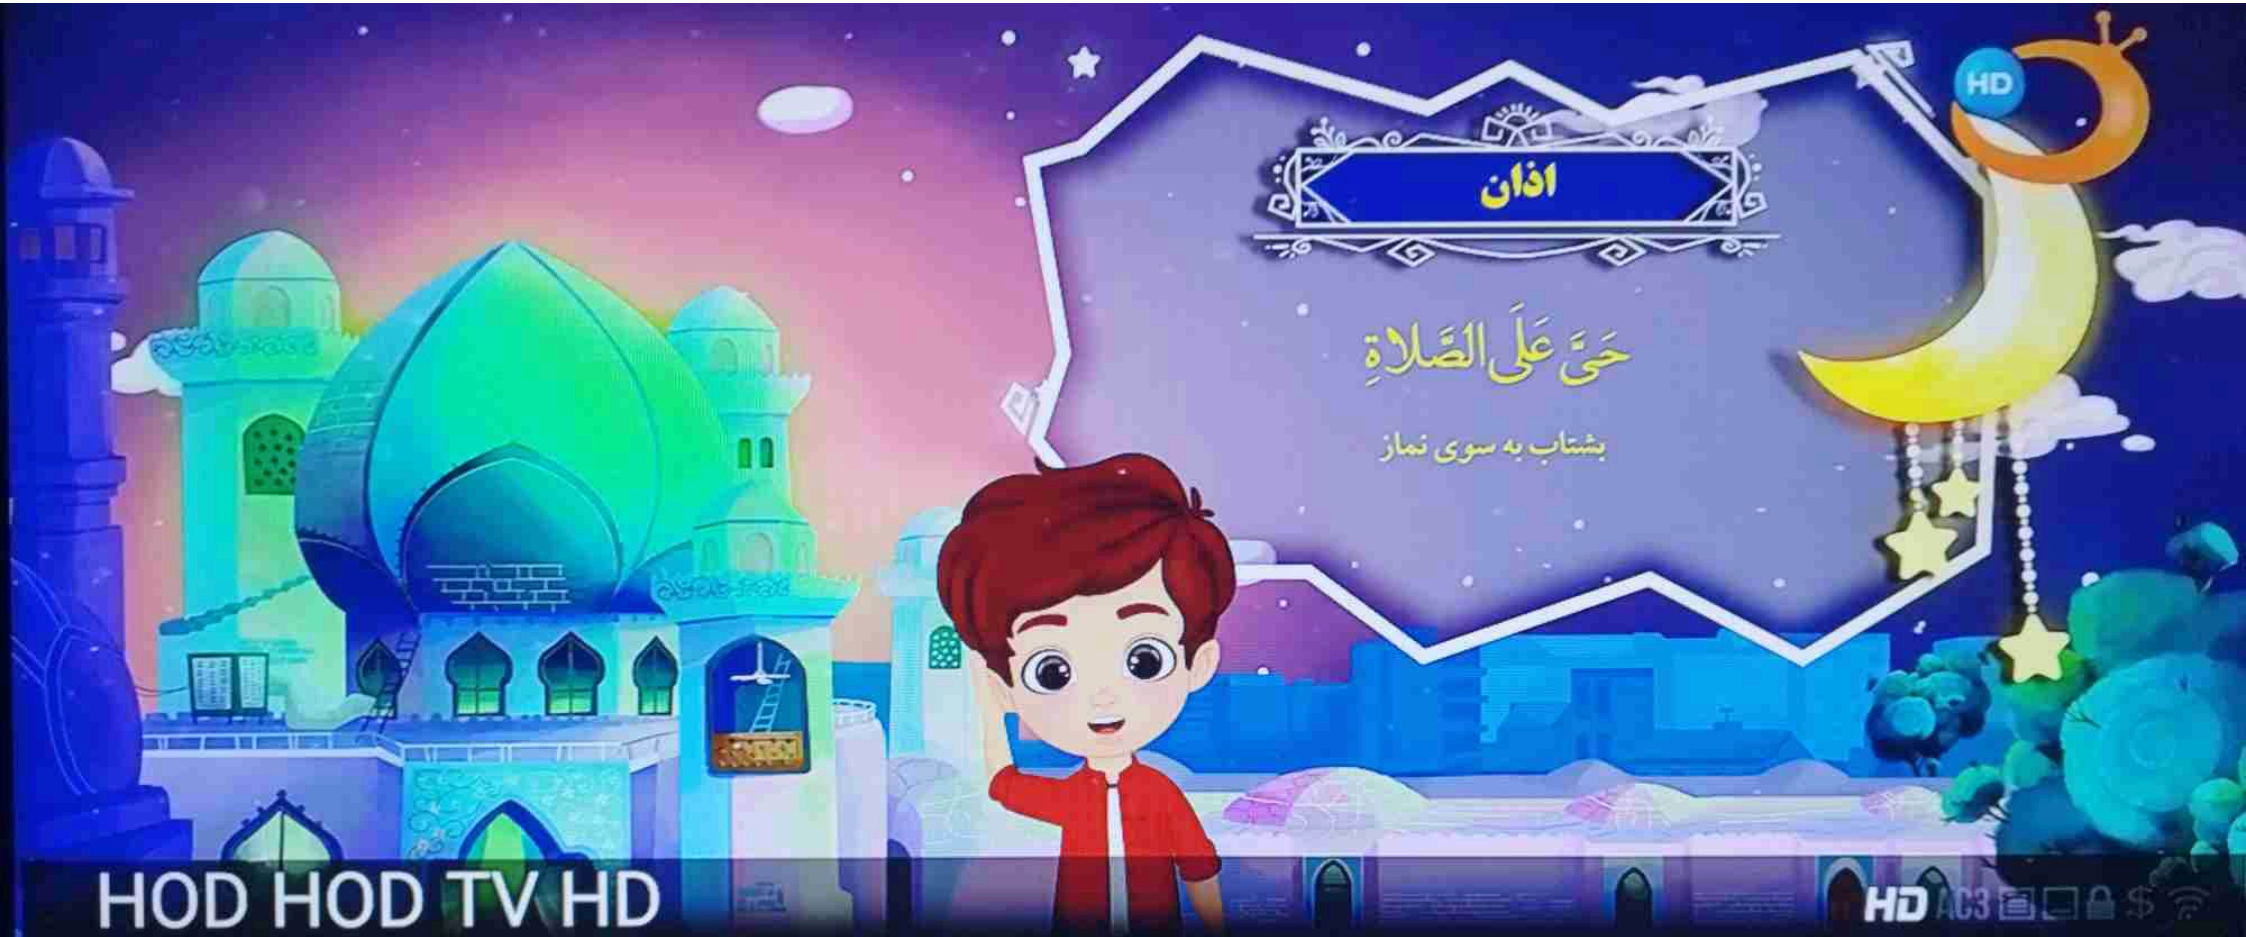 HD
اذان
حَیَّ عَلَی الصَّلاةِ
بشتاب به سوی نماز
HOD HOD TV HD
HD AC3 $